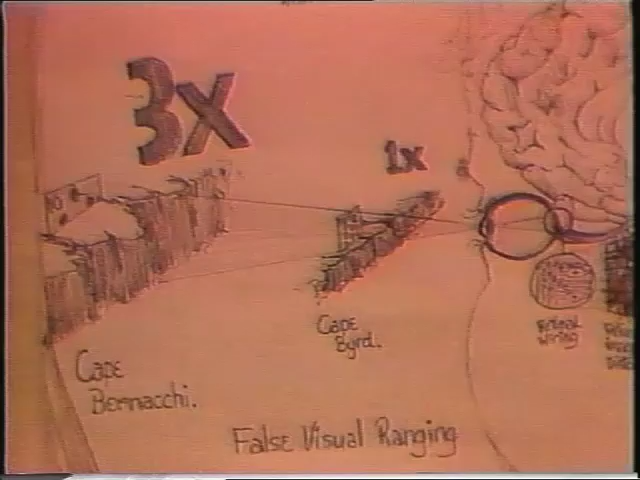 3X
1x
Cape
Bernacchi.
Cape
Byrd.
Retinal
wiring
False Visual Ranging